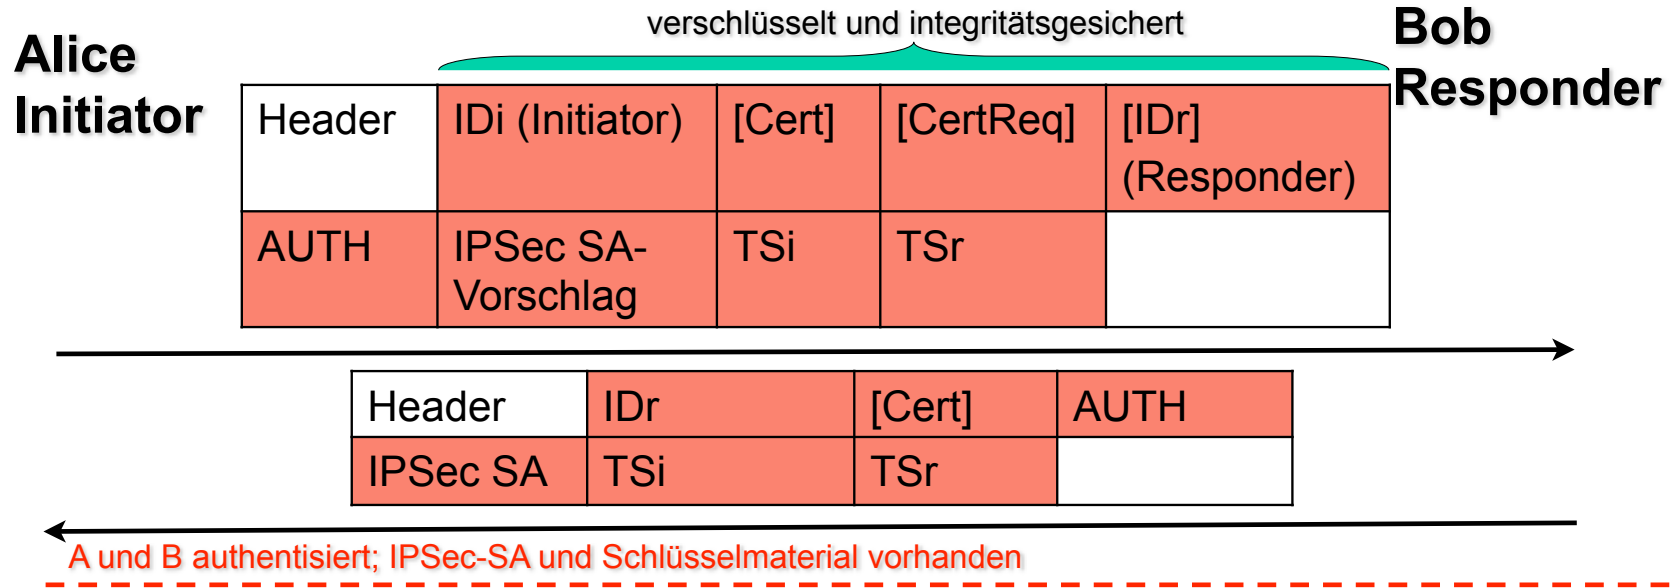 verschlüsselt und integritätsgesichert
Alice
Initiator
Bob
Responder
Header IDi (Initiator) [Cert] [CertReq] [IDr]
(Responder)
AUTH IPSec SA- TSi TSr
Vorschlag
Header IDr [Cert] AUTH
IPSec SA TSi TSr
A und B authentisiert; IPSec-SA und Schlüsselmaterial vorhanden